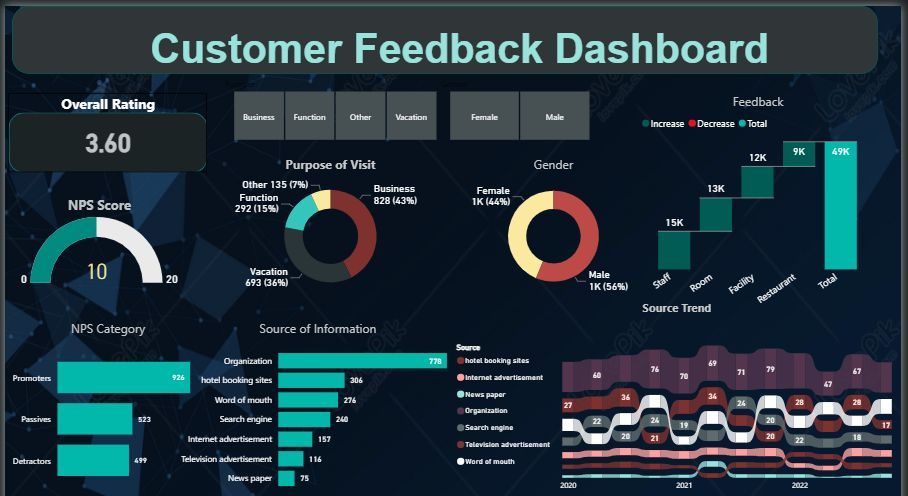 Customer Feedback Dashboard
Overall Rating
3.60
Business Function Other Vacation
Female Male
Feedback
Increase Decrease Total
15K
13K
12K
9K
49K
Staff
Room
Facility
Restaurant
Total
NPS Score
0
10
20
Purpose of Visit
Other 135 (7%)
Function
292 (15%)
Business
828 (43%)
Vacation
693 (36%)
Gender
Female
1K (44%)
Male
1K (56%)
NPS Category
Promoters 926
Passives 523
Detractors 499
Source of Information
Organization 778
hotel booking sites 306
Word of mouth 276
Search engine 240
Internet advertisement 157
Television advertisement 116
News paper 75
Source Trend
Source
hotel booking sites
Internet advertisement
News paper
Organization
Search engine
Television advertisement
Word of mouth
60 76 70 69 71 79 47 67
27 36 36 24 28 28
22 24 19 20 17
20 21 20 22 18
2020 2021 2022